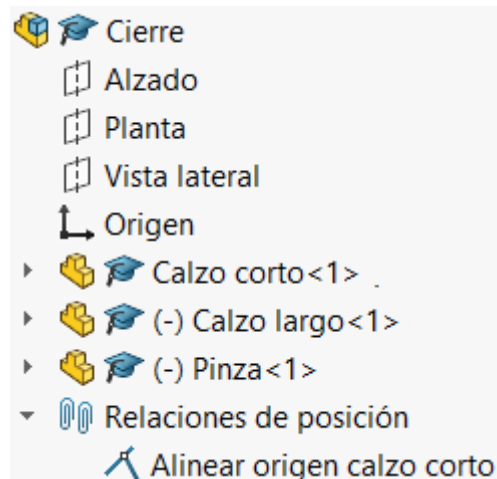 Cierre
Alzado
Planta
Vista lateral
Origen
Calzo corto<1>
(-) Calzo largo<1>
(-) Pinza<1>
Relaciones de posición
Alinear origen calzo corto